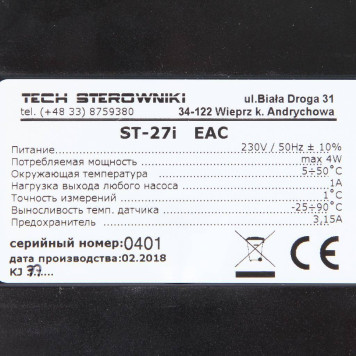 TECH STEROWNIKI ul.Biała Droga 31
tel. (+48 33) 8759380 34-122 Wieprz k. Andrychowa
ST-27i EAC
Питание 230V / 50Hz ± 10%
Потребляемая мощность max 4W
Окружающая температура 5÷50°C
Нагрузка выхода любого насоса 1A
Точность измерений 1°C
Выносливость темп. датчика -25÷90°C
Предохранитель 3,15A
серийный номер:0401
дата производства:02.2018
KJ